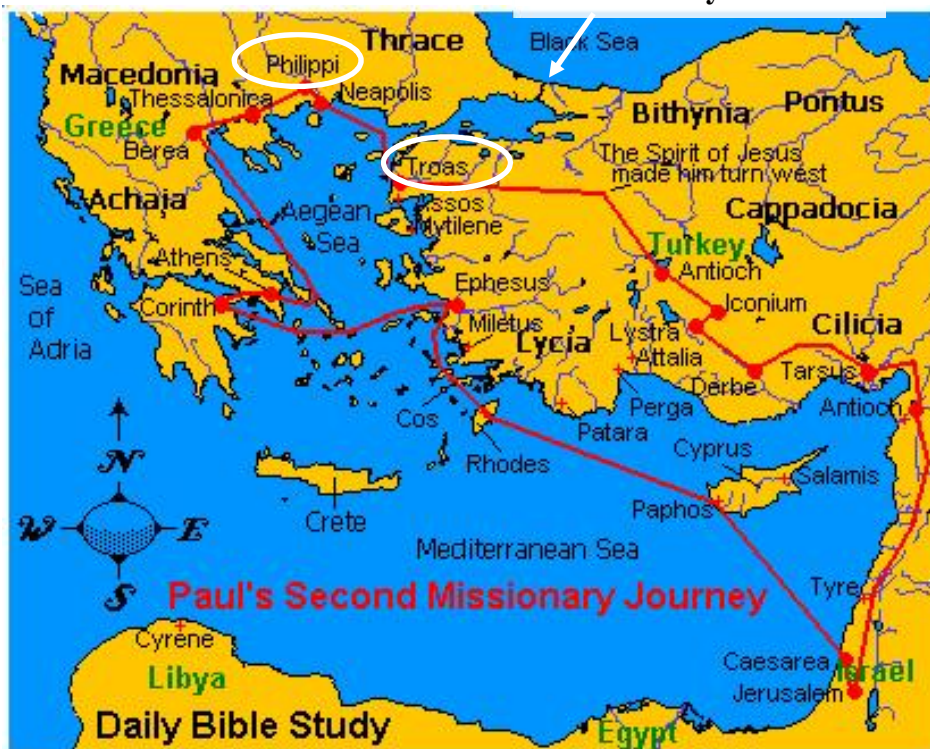 Black Sea
Thrace
Philippi
Macedonia
Thessalonica
Neapolis
Greece
Berea
Bithynia
Pontus
Troas
The Spirit of Jesus
made him turn west
Achaia
Aegean
Sea
ssos
Mytilene
Cappadocia
Turkey
Antioch
Athens
Sea
of
Adria
Corinth
Ephesus
Miletus
Iconium
Lystra
Lycia
Attalia
Cilicia
Derbe
Tarsus
Antioch
Cos
Perga
Patara
Rhodes
Cyprus
Salamis
Paphos
N
W
E
S
Crete
Mediterranean Sea
Paul's Second Missionary Journey
Tyre
Cyrene
Libya
Caesarea
Israel
Jerusalem
Daily Bible Study
Egypt